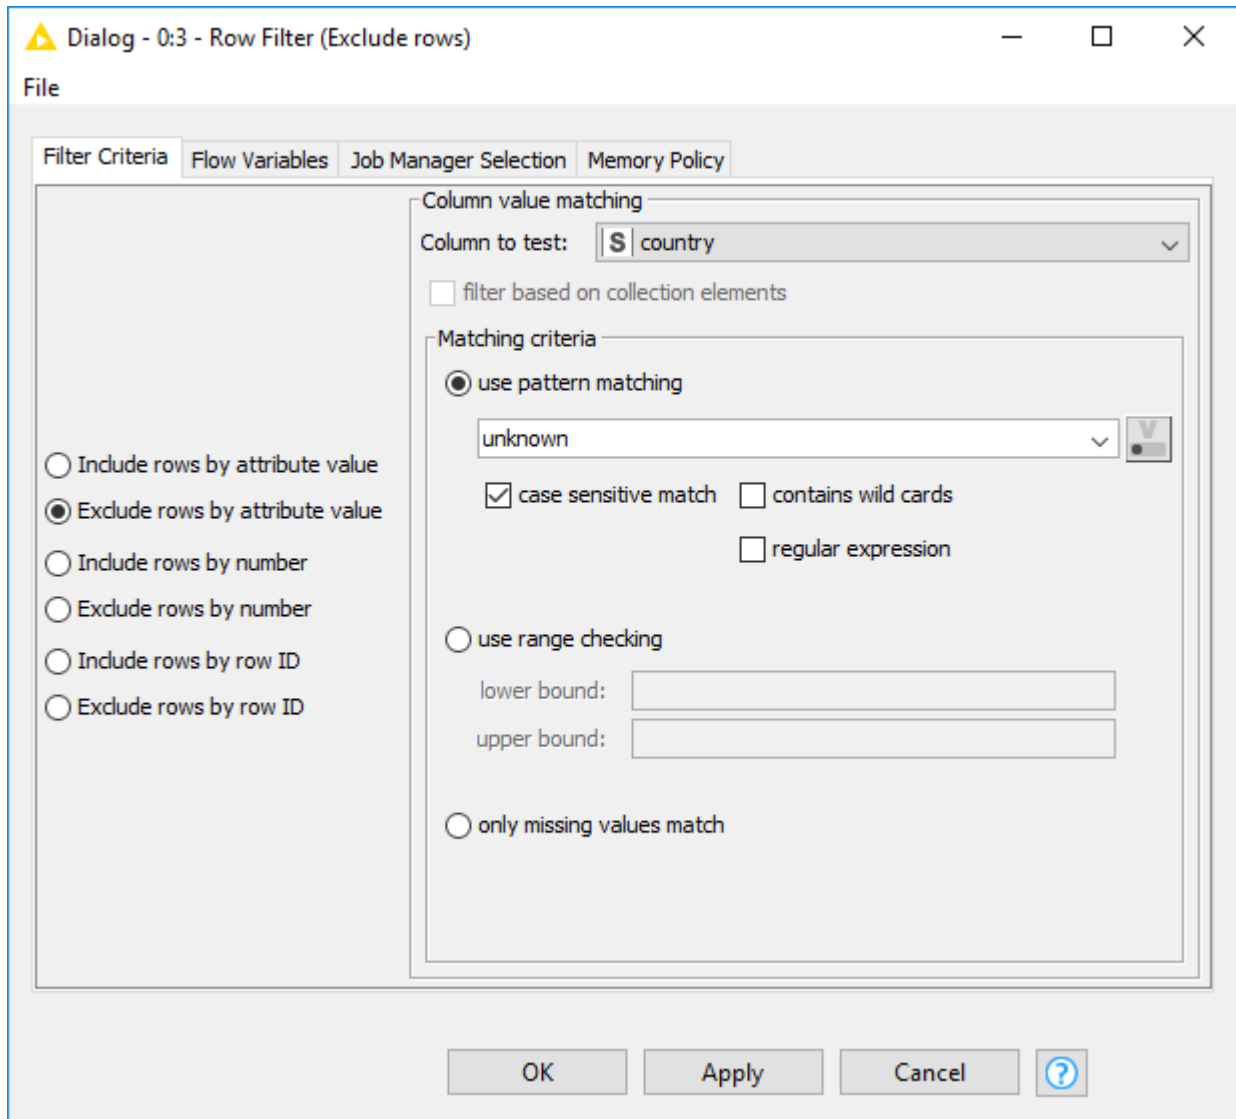 Dialog - 0:3 - Row Filter (Exclude rows)
File
Filter Criteria Flow Variables Job Manager Selection Memory Policy
Include rows by attribute value
Exclude rows by attribute value
Include rows by number
Exclude rows by number
Include rows by row ID
Exclude rows by row ID
Column value matching
Column to test: S country
filter based on collection elements
Matching criteria
use pattern matching
unknown
V
case sensitive match contains wild cards
regular expression
use range checking
lower bound:
upper bound:
only missing values match
OK Apply Cancel ?